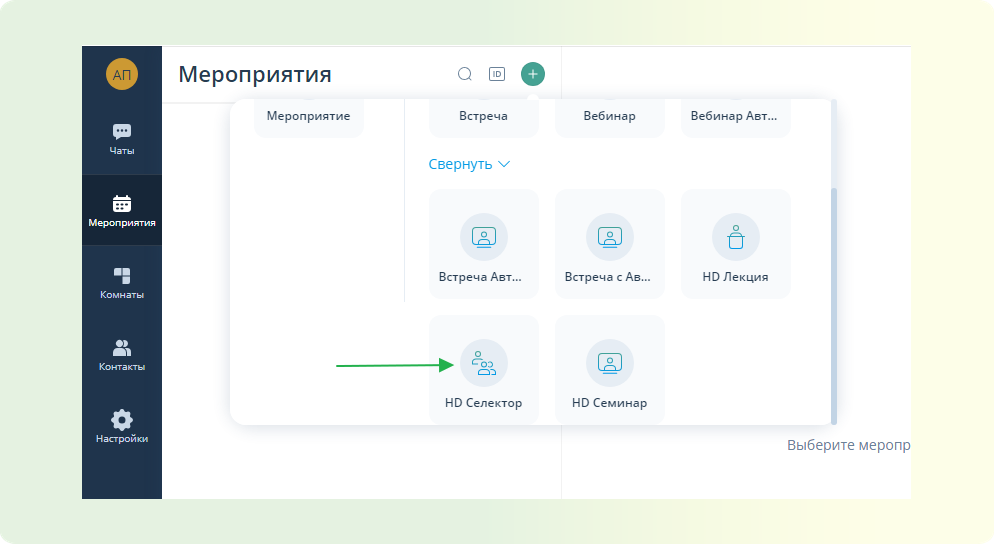 АП
Мероприятия
ID
Чаты
Мероприятия
Комнаты
Контакты
Настройки
Мероприятие
Встреча
Вебинар
Вебинар Авт...
Свернуть
Встреча Авт...
Встреча с Ав...
HD Лекция
HD Селектор
HD Семинар
Выберите меропр